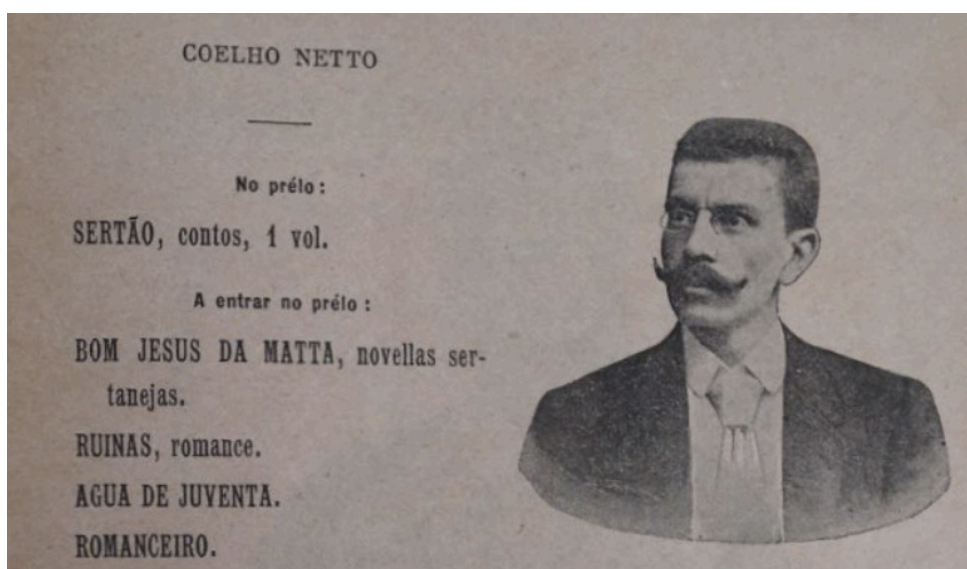 COELHO NETTO
No prélo :
SERTÃO, contos, 1 vol.
A entrar no prélo :
BOM JESUS DA MATTA, novellas ser-
tanejas.
RUINAS, romance.
AGUA DE JUVENTA.
ROMANCEIRO.